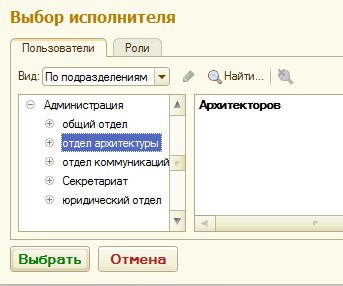 Выбор исполнителя
Пользователи Роли
Вид: По подразделениям Найти...
Администрация
Архитекторов
общий отдел
отдел архитектуры
отдел коммуникаций
Секретариат
юридический отдел
Выбрать Отмена